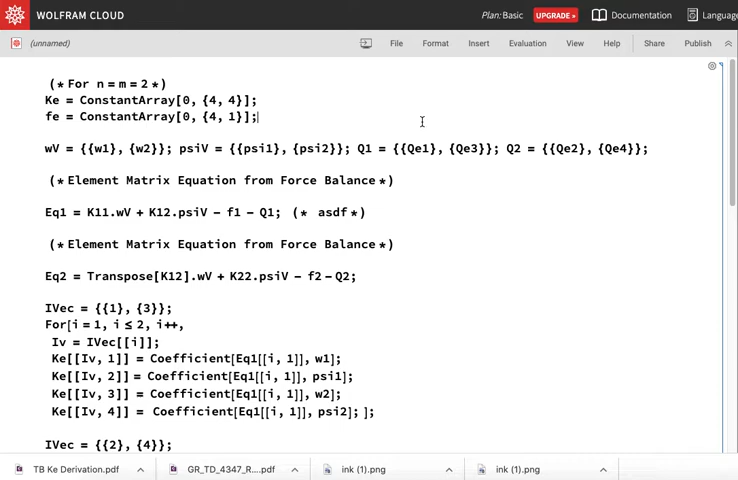 WOLFRAM CLOUD
Plan: Basic
UPGRADE »
Documentation
Language
(unnamed)
File
Format
Insert
Evaluation
View
Help
Share
Publish
(*For n=m=2*)
Ke = ConstantArray[0, {4, 4}];
fe = ConstantArray[0, {4, 1}];
wV = {{w1}, {w2}}; psiV = {{psi1}, {psi2}}; Q1 = {{Qe1}, {Qe3}}; Q2 = {{Qe2}, {Qe4}};
(*Element Matrix Equation from Force Balance*)
Eq1 = K11.wV + K12.psiV - f1 - Q1; (* asdf*)
(*Element Matrix Equation from Force Balance*)
Eq2 = Transpose[K12].wV + K22.psiV - f2 - Q2;
IVec = {{1}, {3}};
For[i = 1, i ≤ 2, i++,
Iv = IVec[[i]];
Ke[[Iv, 1]] = Coefficient[Eq1[[i, 1]], w1];
Ke[[Iv, 2]] = Coefficient[Eq1[[i, 1]], psi1];
Ke[[Iv, 3]] = Coefficient[Eq1[[i, 1]], w2];
Ke[[Iv, 4]] = Coefficient[Eq1[[i, 1]], psi2]; ];
IVec = {{2}, {4}};
TB Ke Derivation.pdf
GR_TD_4347_R....pdf
ink (1).png
ink (1).png